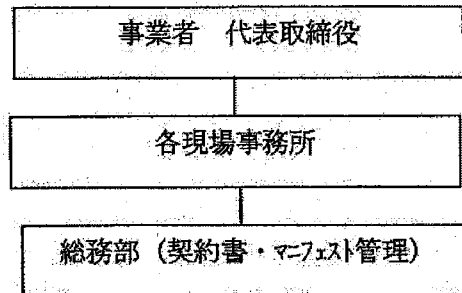 事業者　代表取締役
各現場事務所
総務部（契約書・マニフェスト管理）